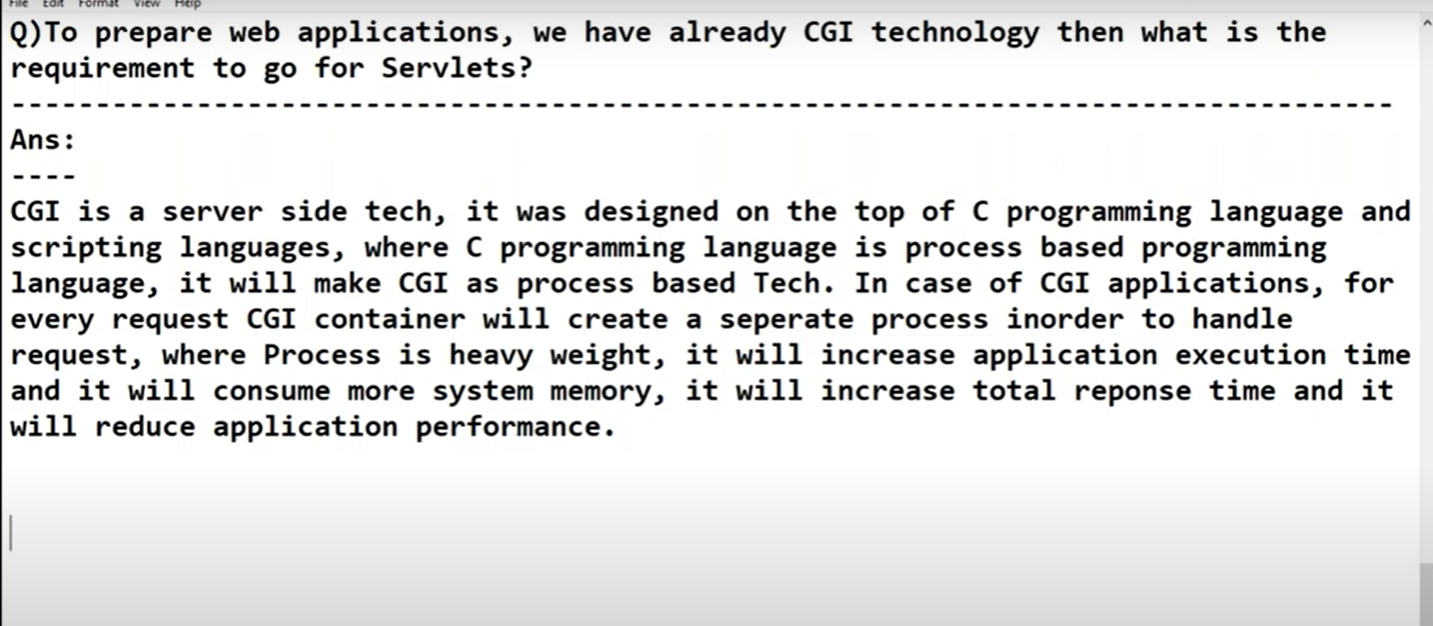 File Edit Format View Help
Q)To prepare web applications, we have already CGI technology then what is the
requirement to go for Servlets?
-----------------------------------------------------------------------------------
Ans:
----
CGI is a server side tech, it was designed on the top of C programming language and
scripting languages, where C programming language is process based programming
language, it will make CGI as process based Tech. In case of CGI applications, for
every request CGI container will create a seperate process inorder to handle
request, where Process is heavy weight, it will increase application execution time
and it will consume more system memory, it will increase total reponse time and it
will reduce application performance.